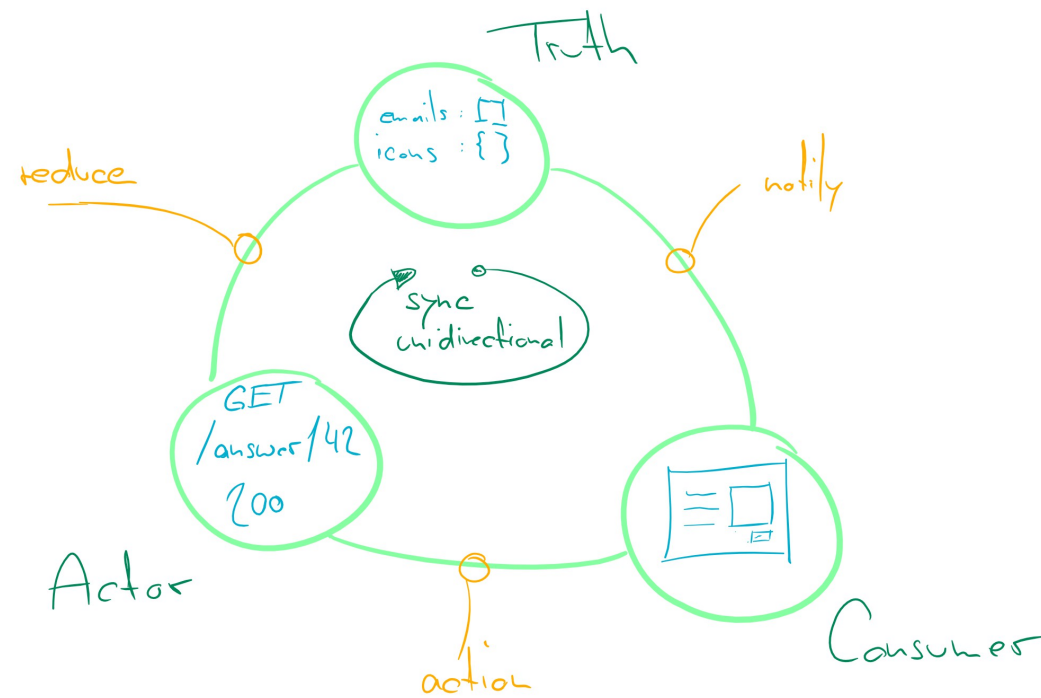 Truth
emails : []
icons : {}
reduce
notify
sync
unidirectional
GET
/answer/42
200
Actor
Consumer
action